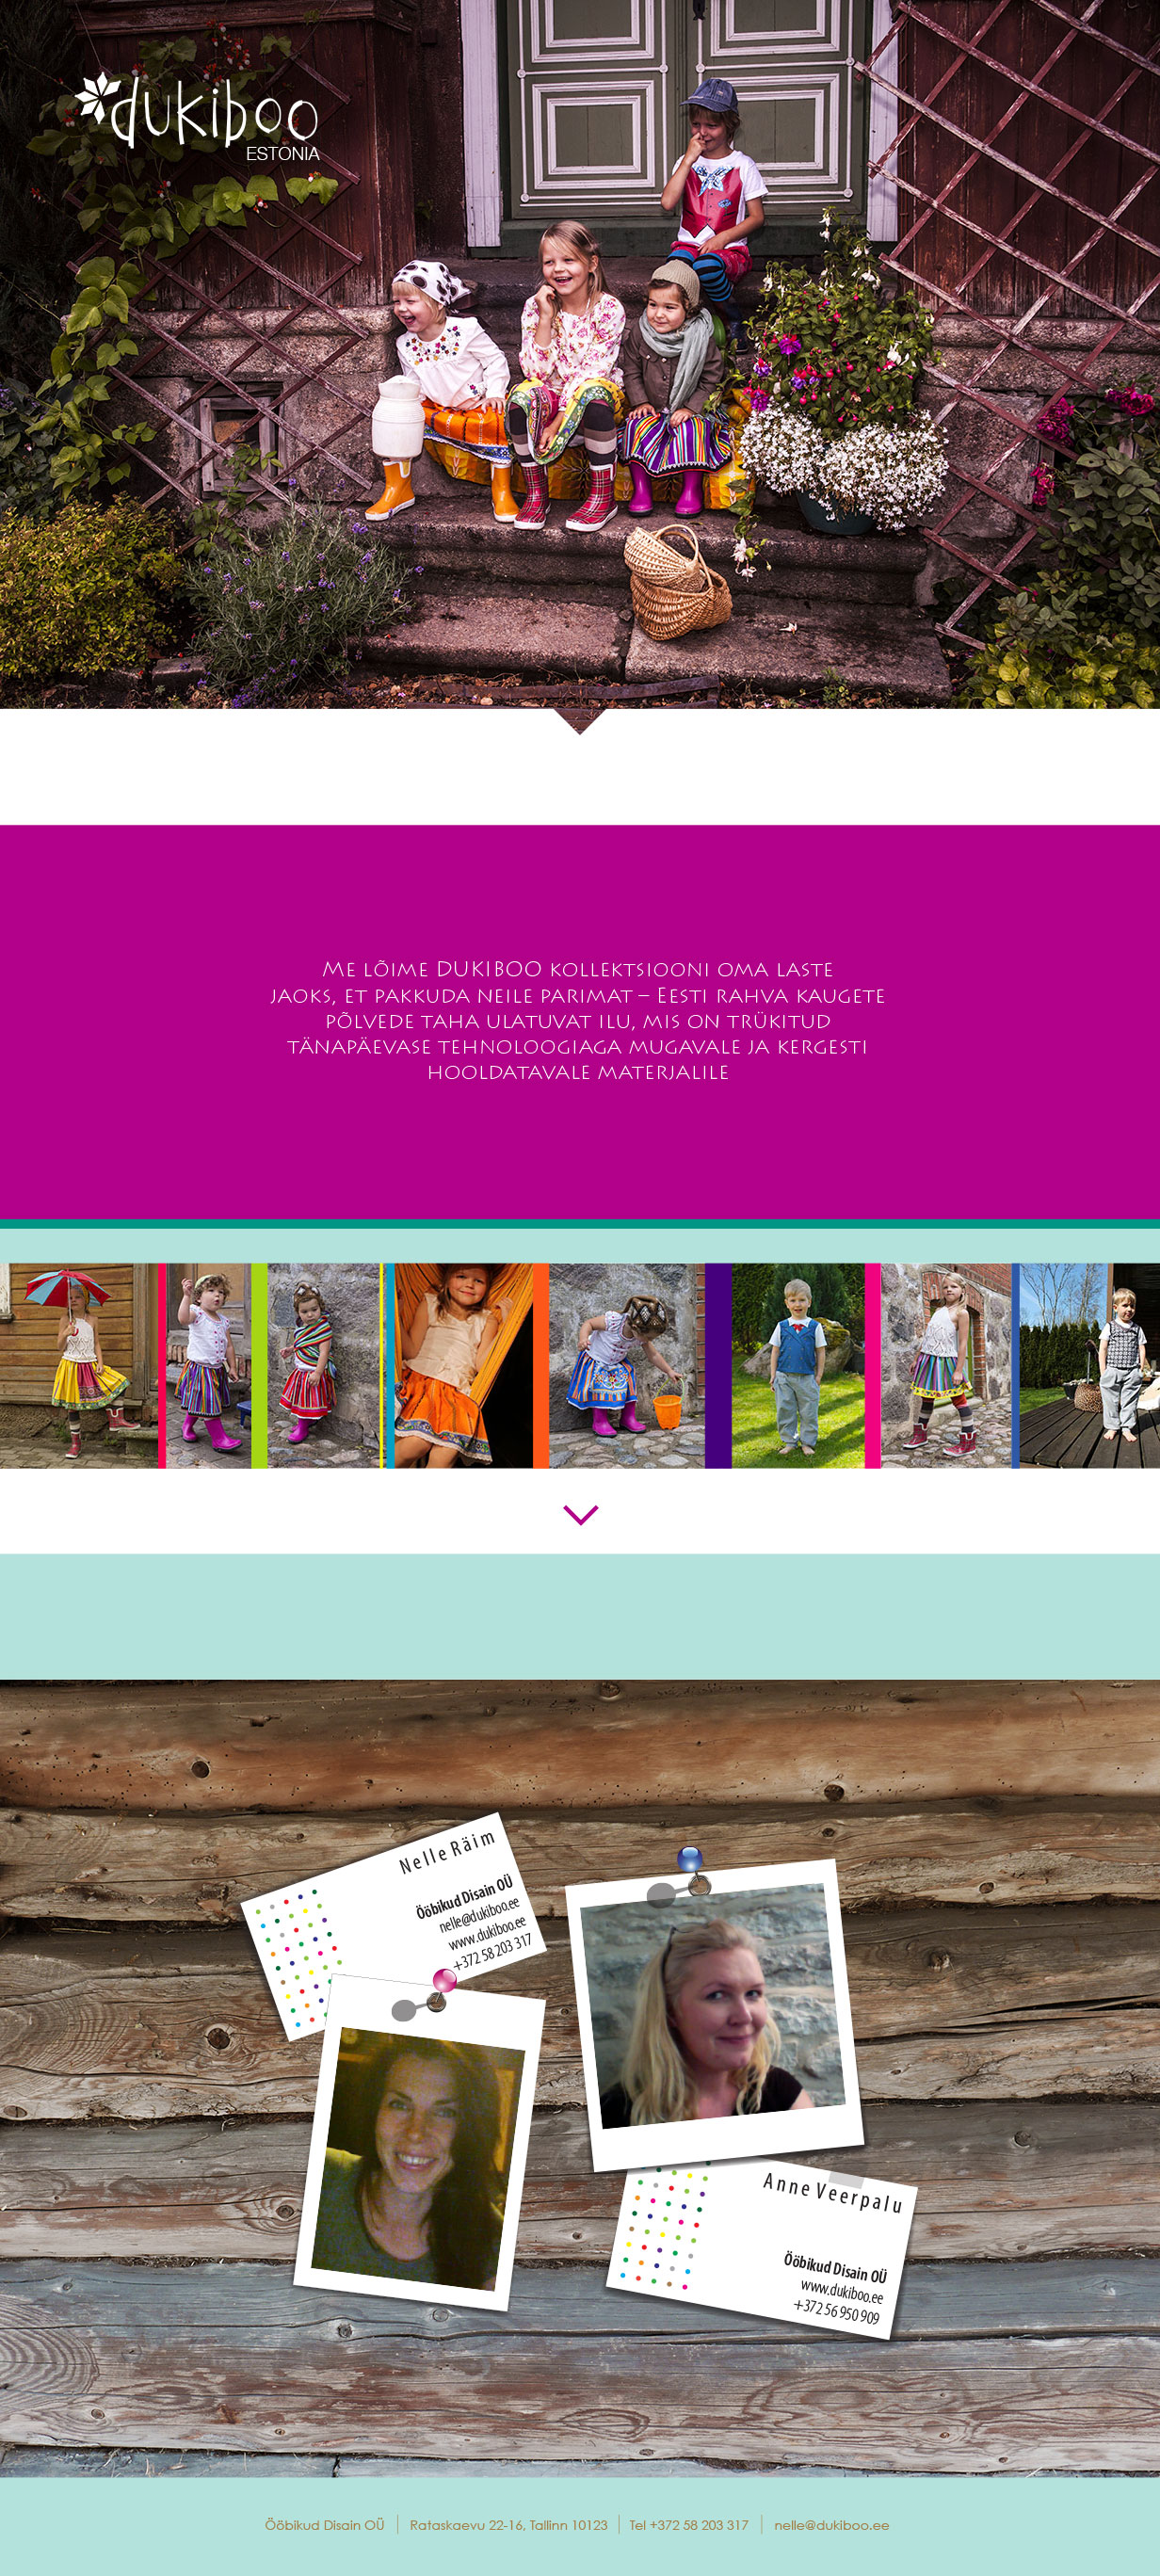 dukiboo
ESTONIA
Me lõime DUKIBOO kollektsiooni oma laste
jaoks, et pakkuda neile parimat – Eesti rahva kaugete
põlvede taha ulatuvat ilu, mis on trükitud
tänapäevase tehnoloogiaga mugavale ja kergesti
hooldatavale materjalile
Nelle Räim
Ööbikud Disain OÜ
nelle@dukiboo.ee
www.dukiboo.ee
+372 58 203 317
Anne Veerpalu
Ööbikud Disain OÜ
www.dukiboo.ee
+372 56 950 909
Ööbikud Disain OÜ | Rataskaevu 22-16, Tallinn 10123 | Tel +372 58 203 317 | nelle@dukiboo.ee